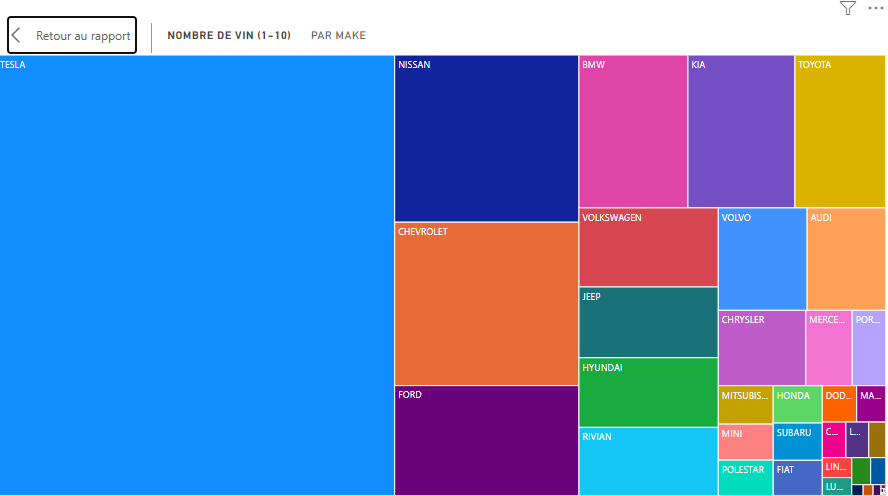 Retour au rapport
NOMBRE DE VIN (1–10)
PAR MAKE
TESLA
NISSAN
BMW
KIA
TOYOTA
CHEVROLET
VOLKSWAGEN
VOLVO
AUDI
JEEP
CHRYSLER
MERCE...
POR...
HYUNDAI
FORD
MITSUBIS...
HONDA
DOD...
MA...
RIVIAN
MINI
SUBARU
C...
L...
POLESTAR
FIAT
LIN...
LU...